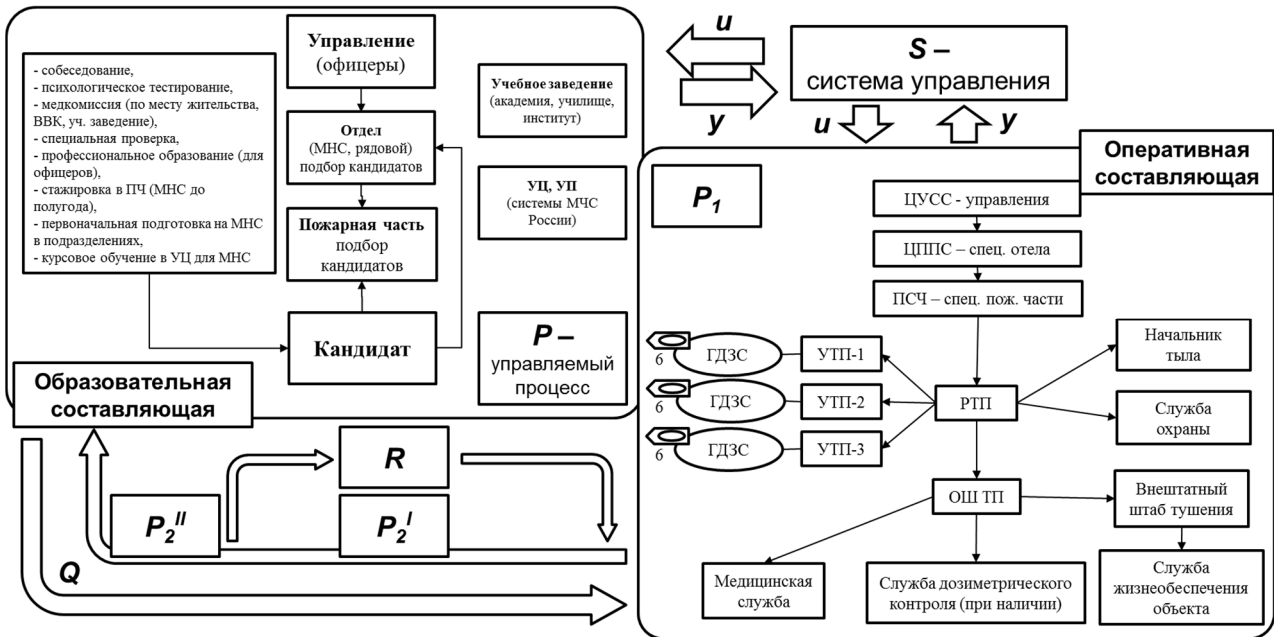 - собеседование,
- психологическое тестирование,
- медкомиссия (по месту жительства,
ВВК, уч. заведение),
- специальная проверка,
- профессиональное образование (для
офицеров),
- стажировка в ПЧ (МНС до
полугода),
- первоначальная подготовка на МНС
в подразделениях,
- курсовое обучение в УЦ для МНС
Управление
(офицеры)
Отдел
(МНС, рядовой)
подбор кандидатов
Пожарная часть
подбор
кандидатов
Кандидат
Учебное заведение
(академия, училище,
институт)
УЦ, УП
(системы МЧС
России)
P –
управляемый
процесс
Образовательная
составляющая
u
y
S –
система управления
u
y
Оперативная
составляющая
P1
ЦУСС - управления
ЦППС – спец. отела
ПСЧ – спец. пож. части
6
ГДЗС
УТП-1
6
ГДЗС
УТП-2
6
ГДЗС
УТП-3
РТП
Начальник
тыла
Служба
охраны
ОШ ТП
Внештатный
штаб тушения
Медицинская
служба
Служба дозиметрического
контроля (при наличии)
Служба
жизнеобеспечения
объекта
R
P2II
P2I
Q